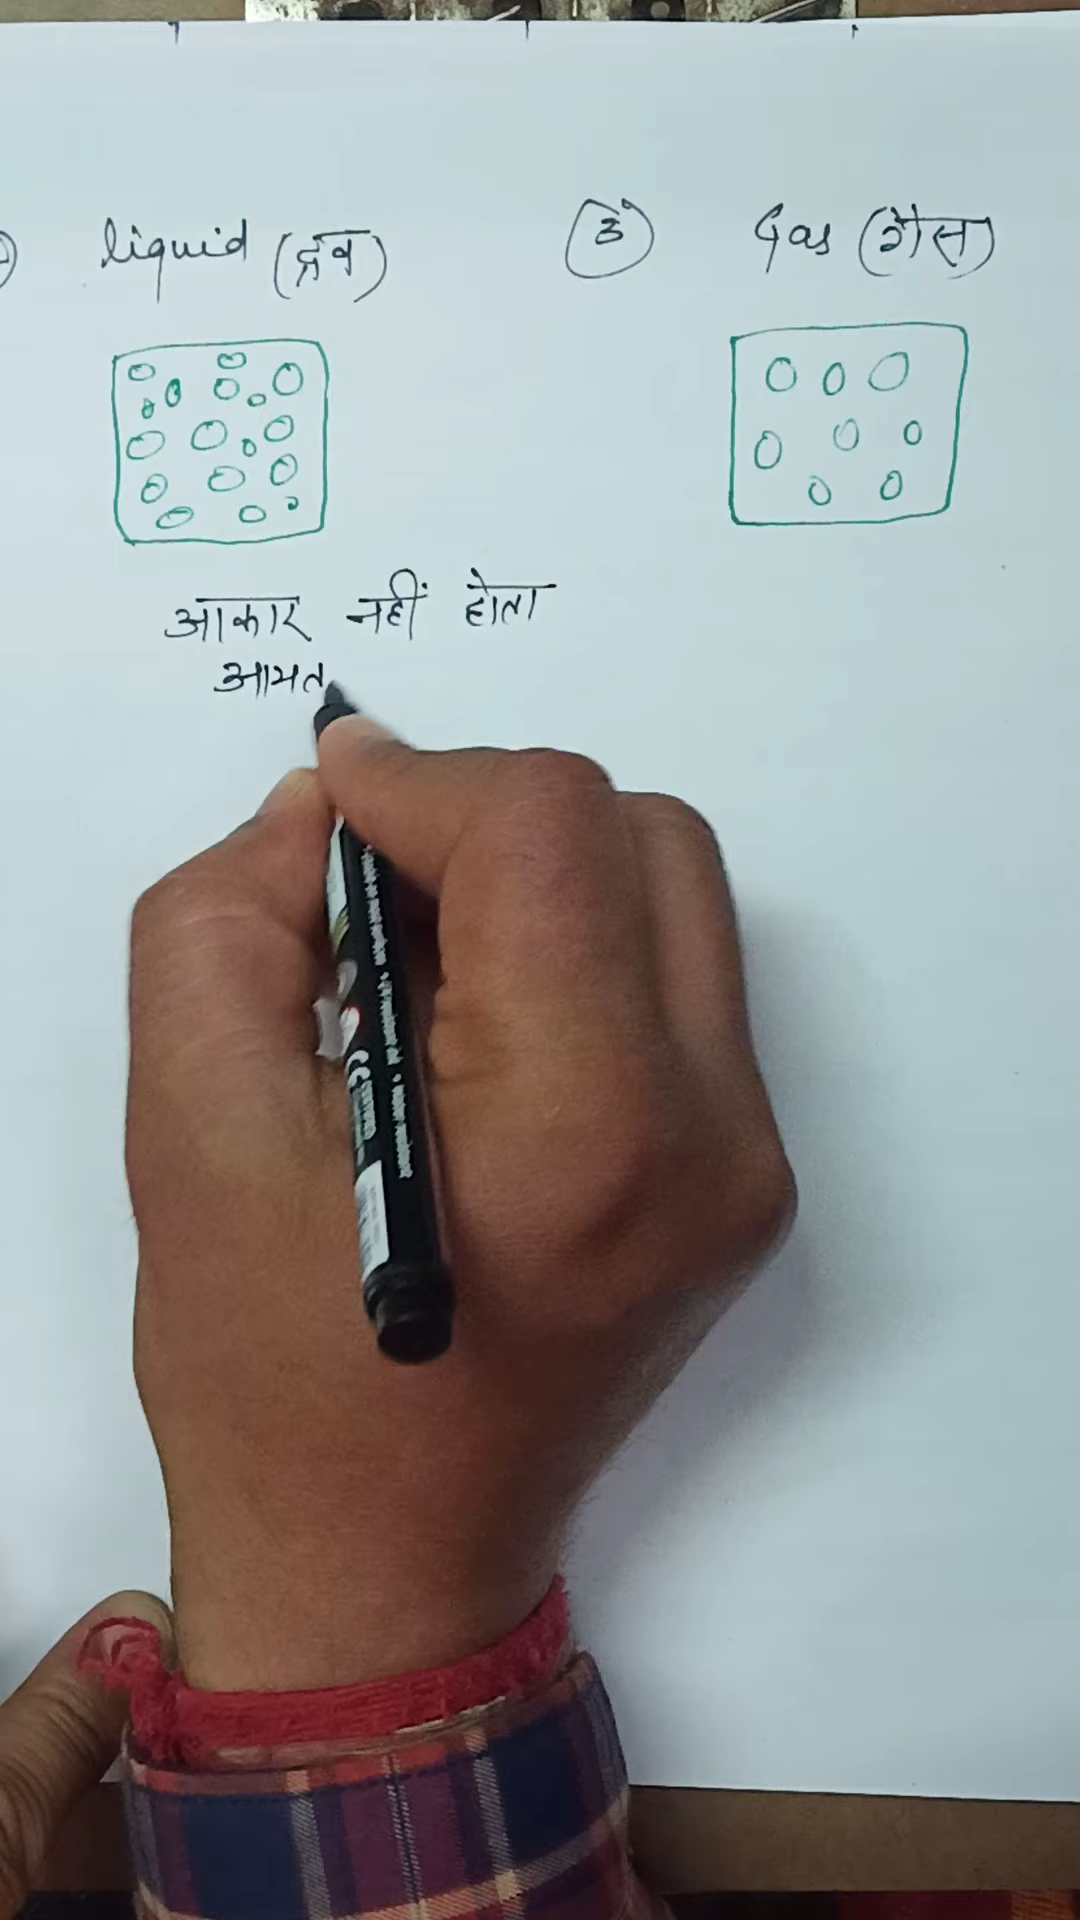 liquid (द्रव)
③ Gas (गैस)
आकार नहीं होता
आयत